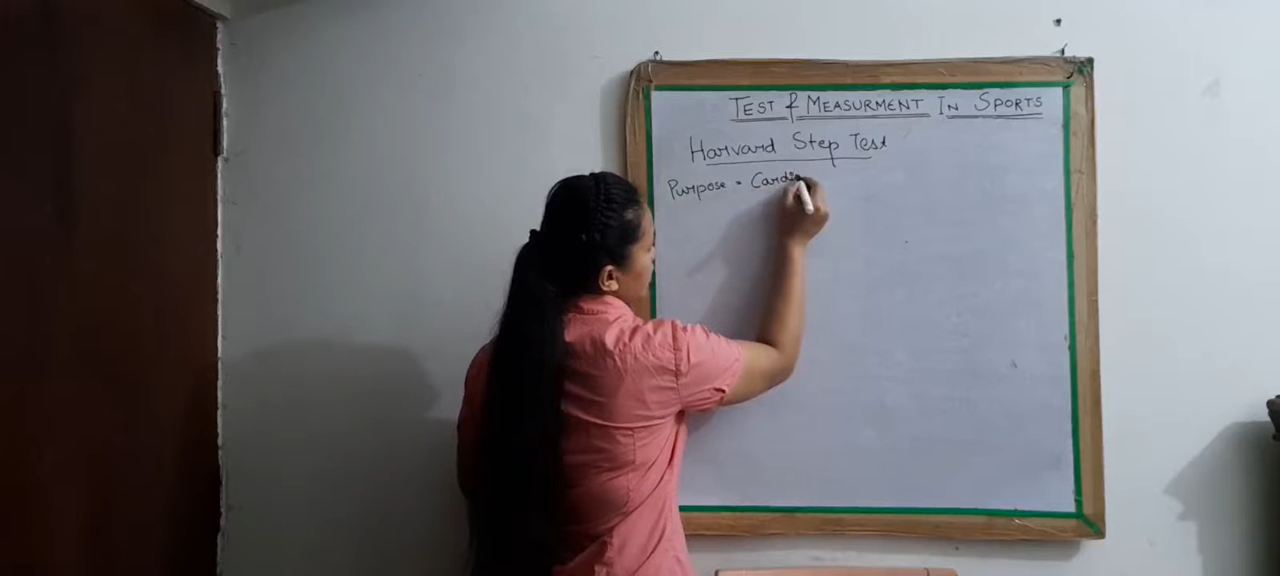 TEST & MEASURMENT IN SPORTS
Harvard Step Test
Purpose = Cardio